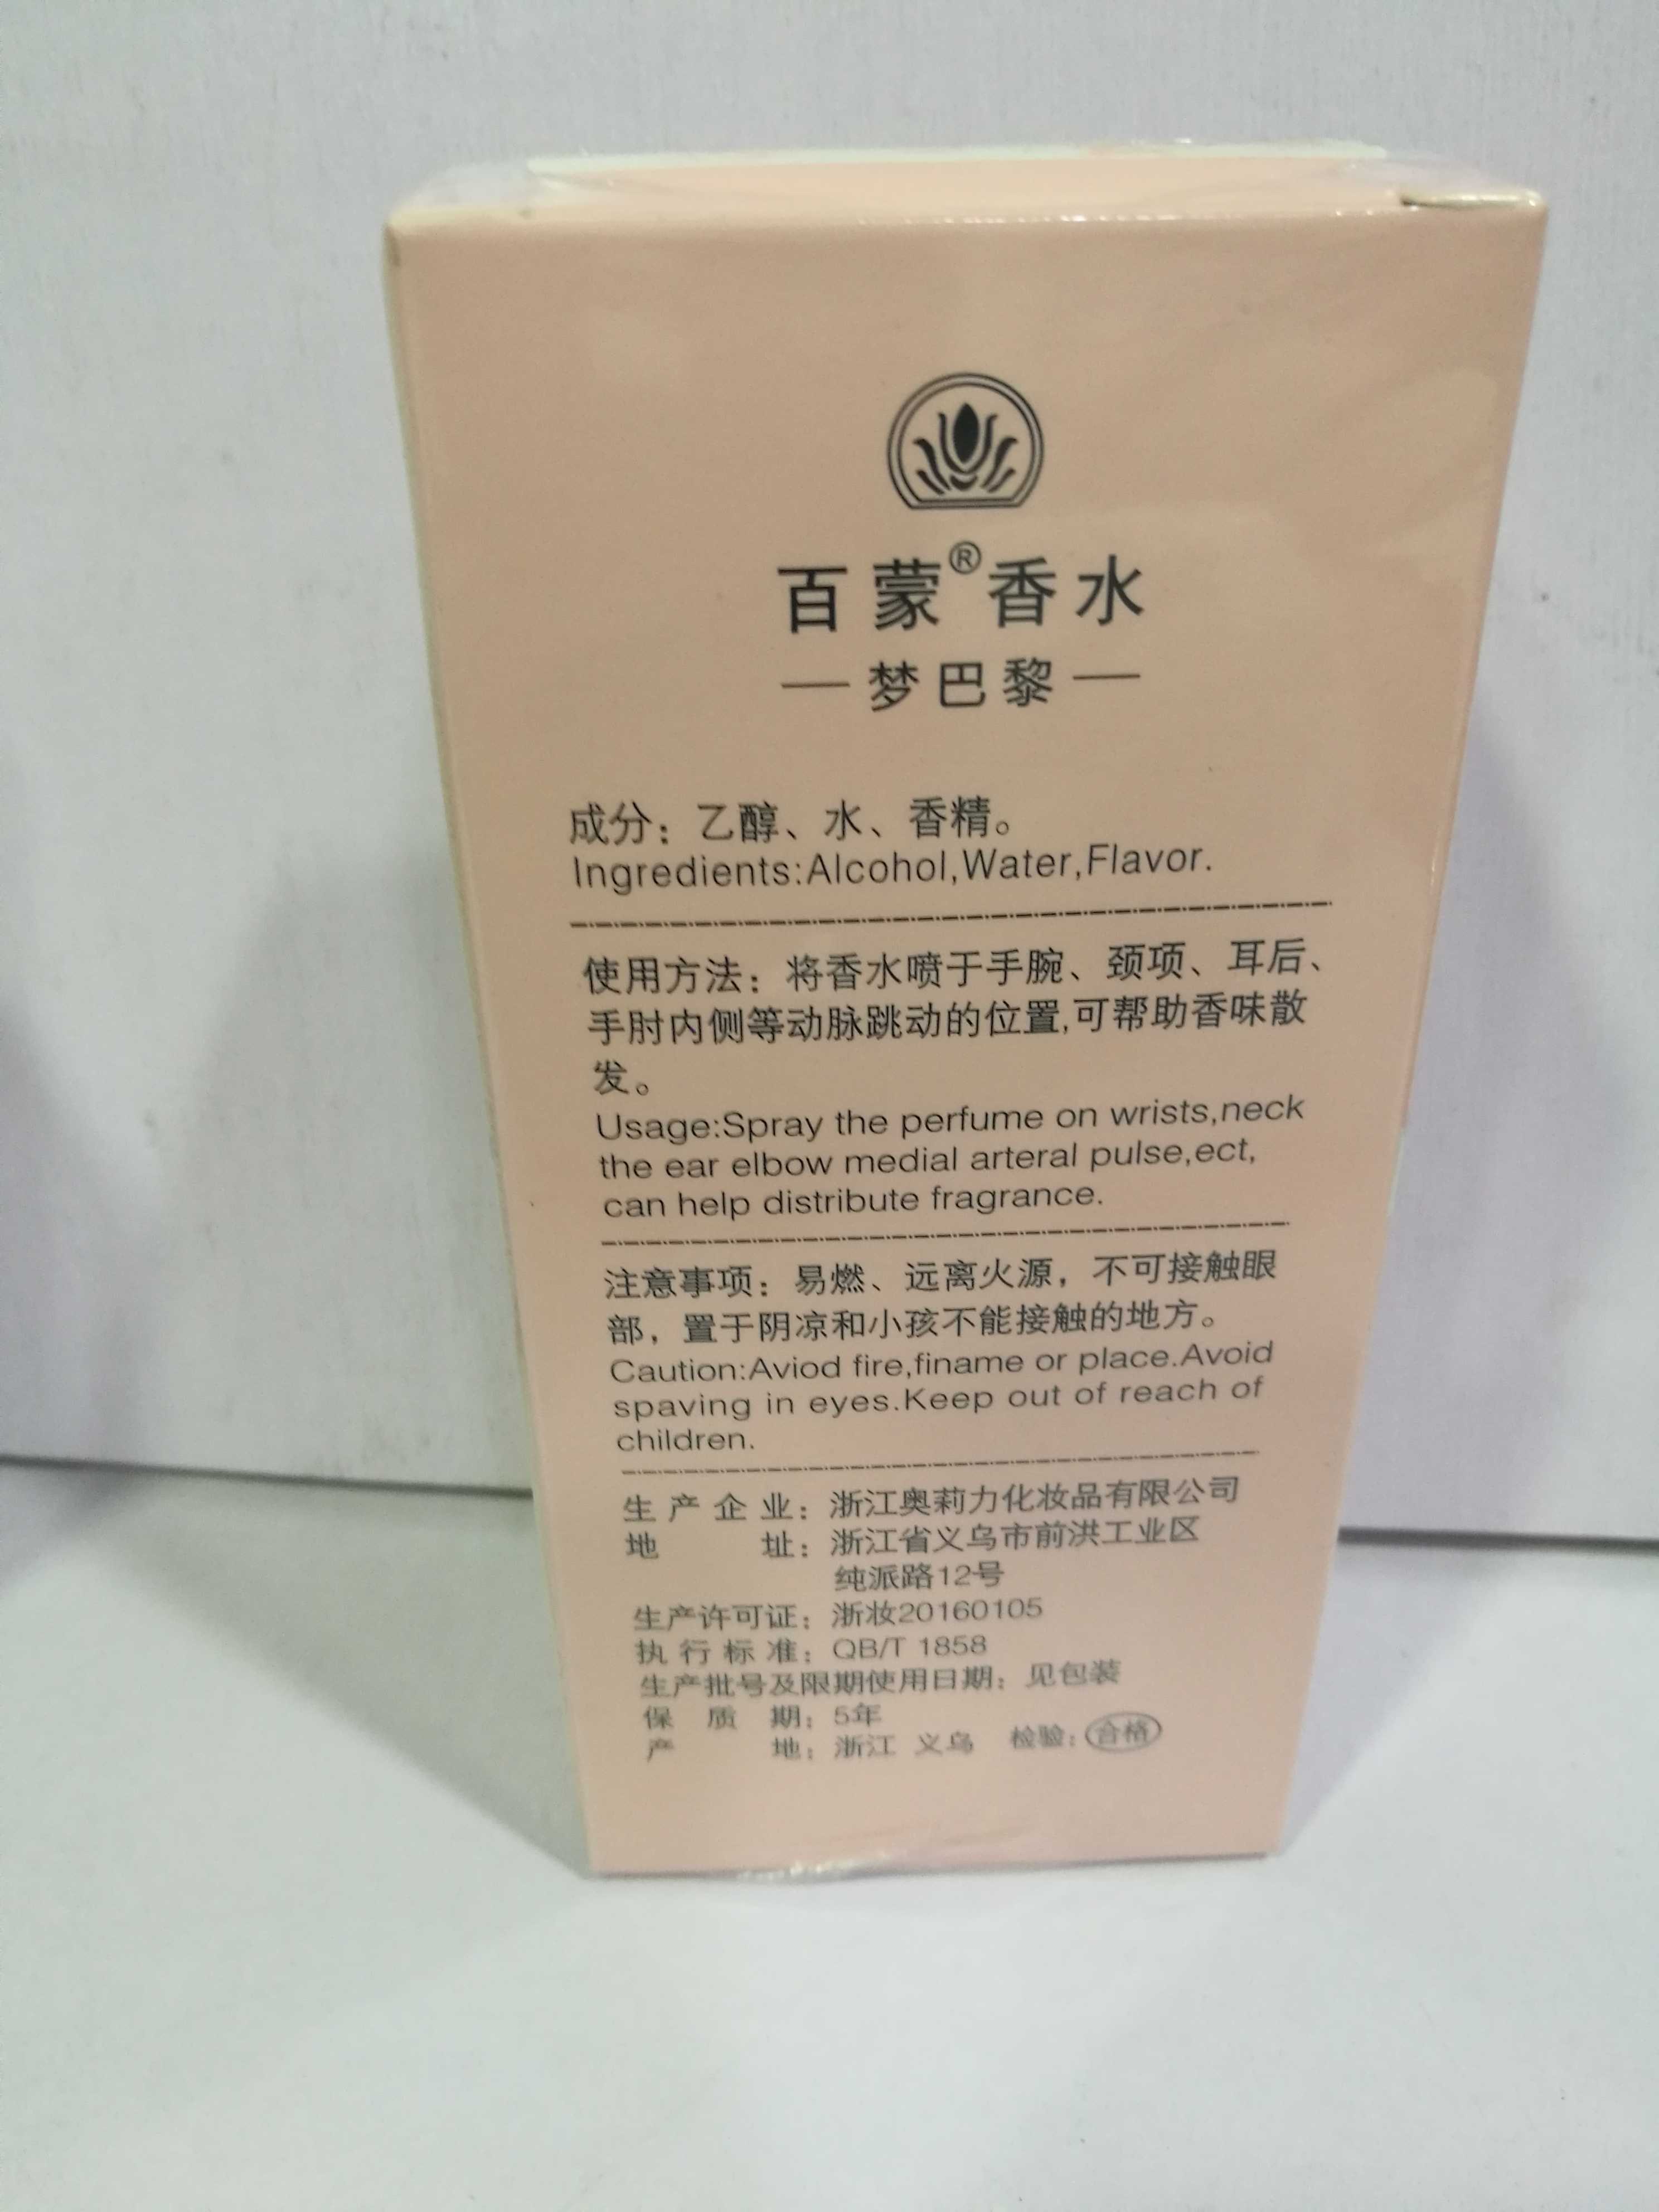 百蒙®香水
—梦巴黎—
成分：乙醇、水、香精。
Ingredients:Alcohol,Water,Flavor.
使用方法：将香水喷于手腕、颈项、耳后、
手肘内侧等动脉跳动的位置,可帮助香味散
发。
Usage:Spray the perfume on wrists,neck
the ear elbow medial arteral pulse,ect,
can help distribute fragrance.
注意事项：易燃、远离火源，不可接触眼
部，置于阴凉和小孩不能接触的地方。
Caution:Aviod fire,finame or place.Avoid
spaving in eyes.Keep out of reach of
children.
生产企业：浙江奥莉力化妆品有限公司
地址：浙江省义乌市前洪工业区
纯派路12号
生产许可证：浙妆20160105
执行标准：QB/T 1858
生产批号及限期使用日期：见包装
保质期：5年
产地：浙江 义乌 检验：合格